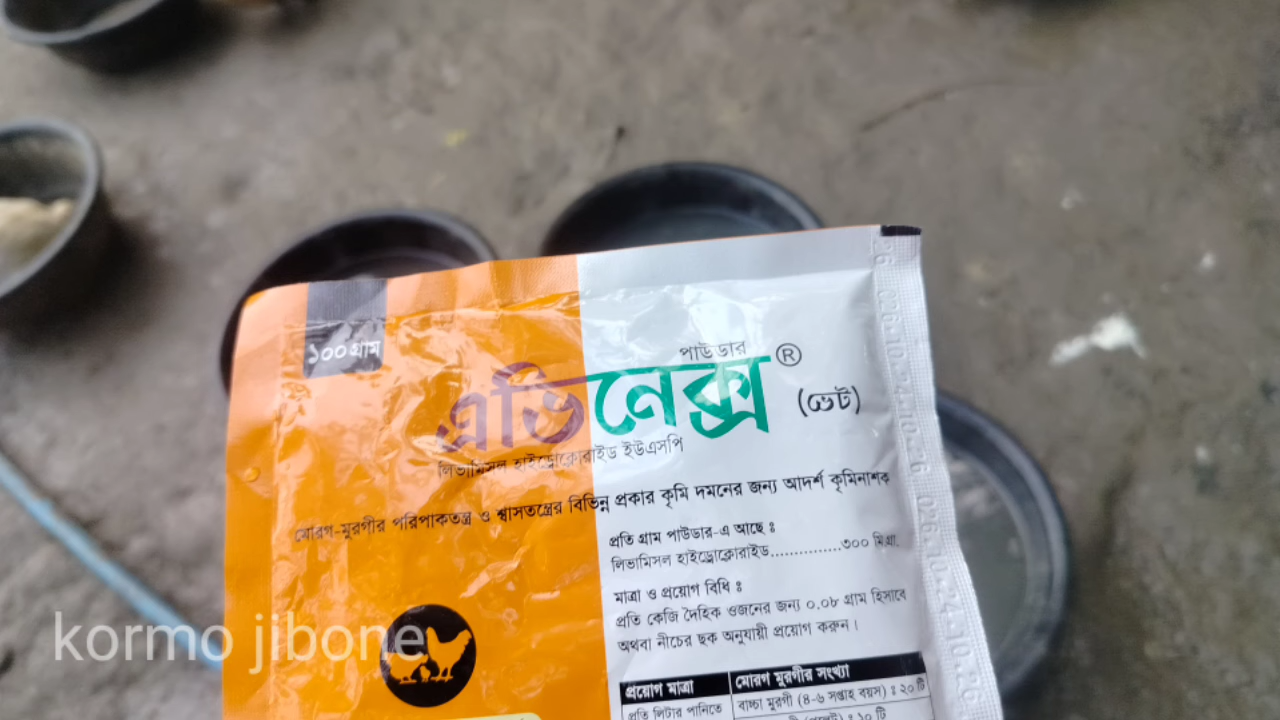 ১০০ গ্রাম
পাউডার
এভিনেক্স® (ভেট)
লিভামিসল হাইড্রোক্লোরাইড ইউএসপি
মোরগ-মুরগীর পরিপাকতন্ত্র ও শ্বাসতন্ত্রের বিভিন্ন প্রকার কৃমি দমনের জন্য আদর্শ কৃমিনাশক
প্রতি গ্রাম পাউডার-এ আছে ঃ
লিভামিসল হাইড্রোক্লোরাইড...............৩০০ মি.গ্রা.
মাত্রা ও প্রয়োগ বিধি ঃ
প্রতি কেজি দৈহিক ওজনের জন্য ০.০৮ গ্রাম হিসাবে
অথবা নীচের ছক অনুযায়ী প্রয়োগ করুন।
প্রয়োগ মাত্রা মোরগ মুরগীর সংখ্যা
প্রতি লিটার পানিতে বাচ্চা মুরগী (৪-৬ সপ্তাহ বয়স) ঃ ২০ টি
ঃ ১০ টি
kormo jibone